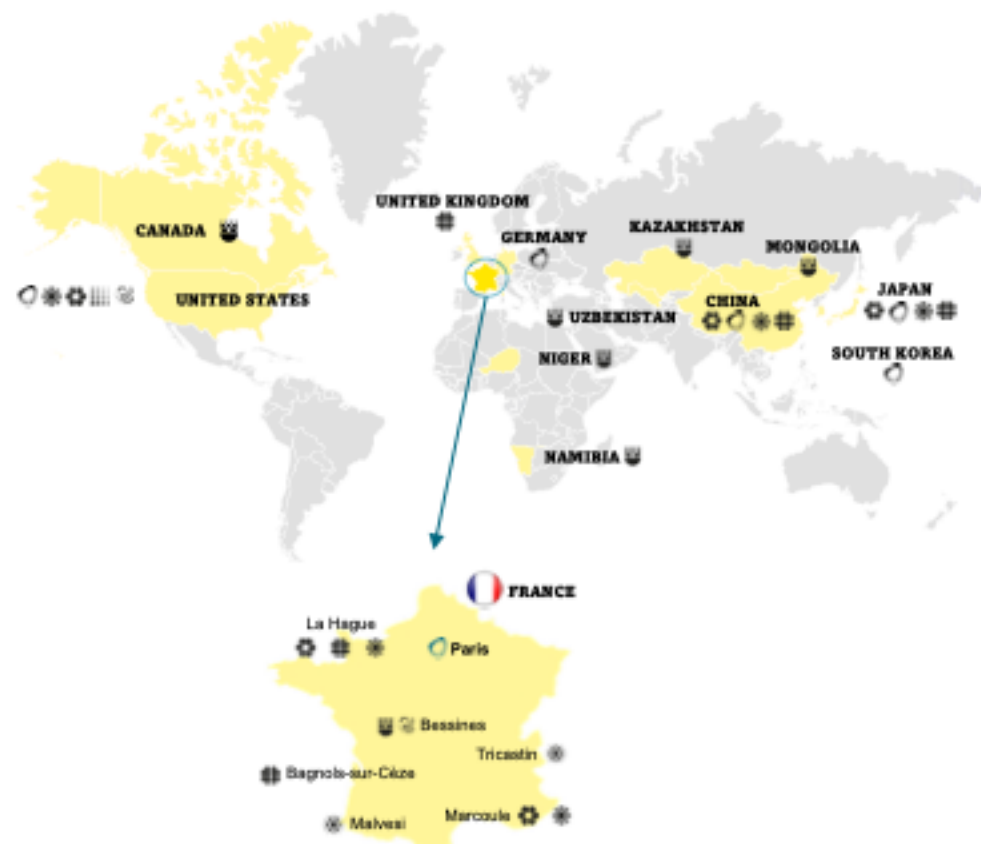 UNITED KINGDOM
CANADA
GERMANY
KAZAKHSTAN
MONGOLIA
UNITED STATES
CHINA
JAPAN
UZBEKISTAN
NIGER
SOUTH KOREA
NAMIBIA
FRANCE
La Hague
Paris
Bessines
Tricastin
Bagnols-sur-Cèze
Marcoule
Malvesi